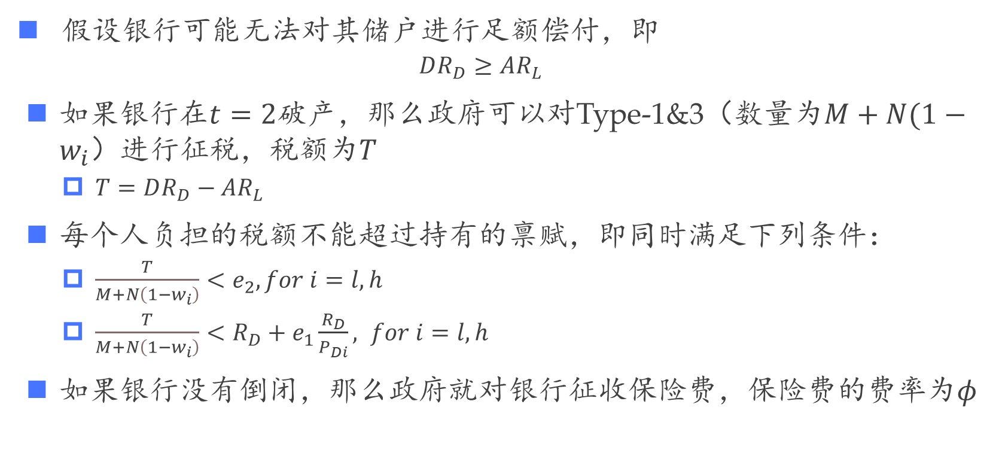 假设银行可能无法对其储户进行足额偿付，即
DR_D ≥ AR_L
如果银行在t = 2破产，那么政府可以对Type-1&3（数量为M + N(1 −
w_i）进行征税，税额为T
T = DR_D − AR_L
每个人负担的税额不能超过持有的禀赋，即同时满足下列条件：
\frac{T}{M+N(1−w_i)} < e_2, for i = l, h
\frac{T}{M+N(1−w_i)} < R_D + e_1 \frac{R_D}{P_{Di}}, for i = l, h
如果银行没有倒闭，那么政府就对银行征收保险费，保险费的费率为ϕ